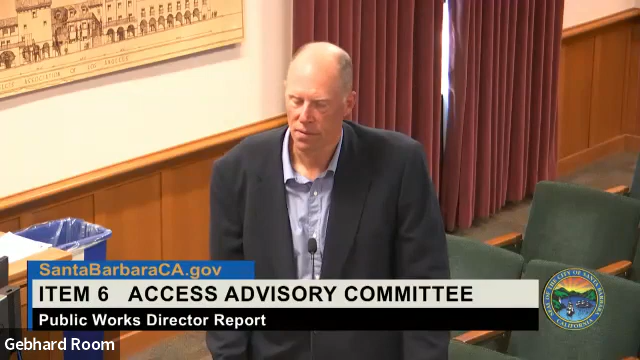 SantaBarbaraCA.gov
ITEM 6 ACCESS ADVISORY COMMITTEE
Public Works Director Report
Gebhard Room